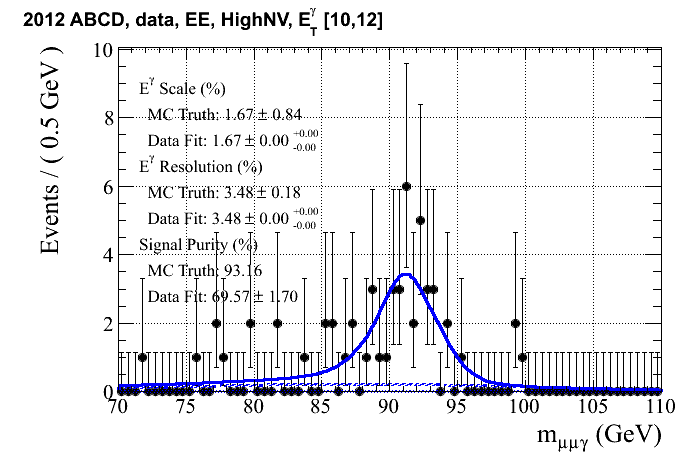 2012 ABCD, data, EE, HighNV, E_T^γ [10,12]
Events / ( 0.5 GeV )
10
8
6
4
2
0
E^γ Scale (%)
MC Truth: 1.67 ± 0.84
Data Fit: 1.67 ± 0.00 +0.00 -0.00
E^γ Resolution (%)
MC Truth: 3.48 ± 0.18
Data Fit: 3.48 ± 0.00 +0.00 -0.00
Signal Purity (%)
MC Truth: 93.16
Data Fit: 69.57 ± 1.70
70 75 80 85 90 95 100 105 110
m_μμγ (GeV)